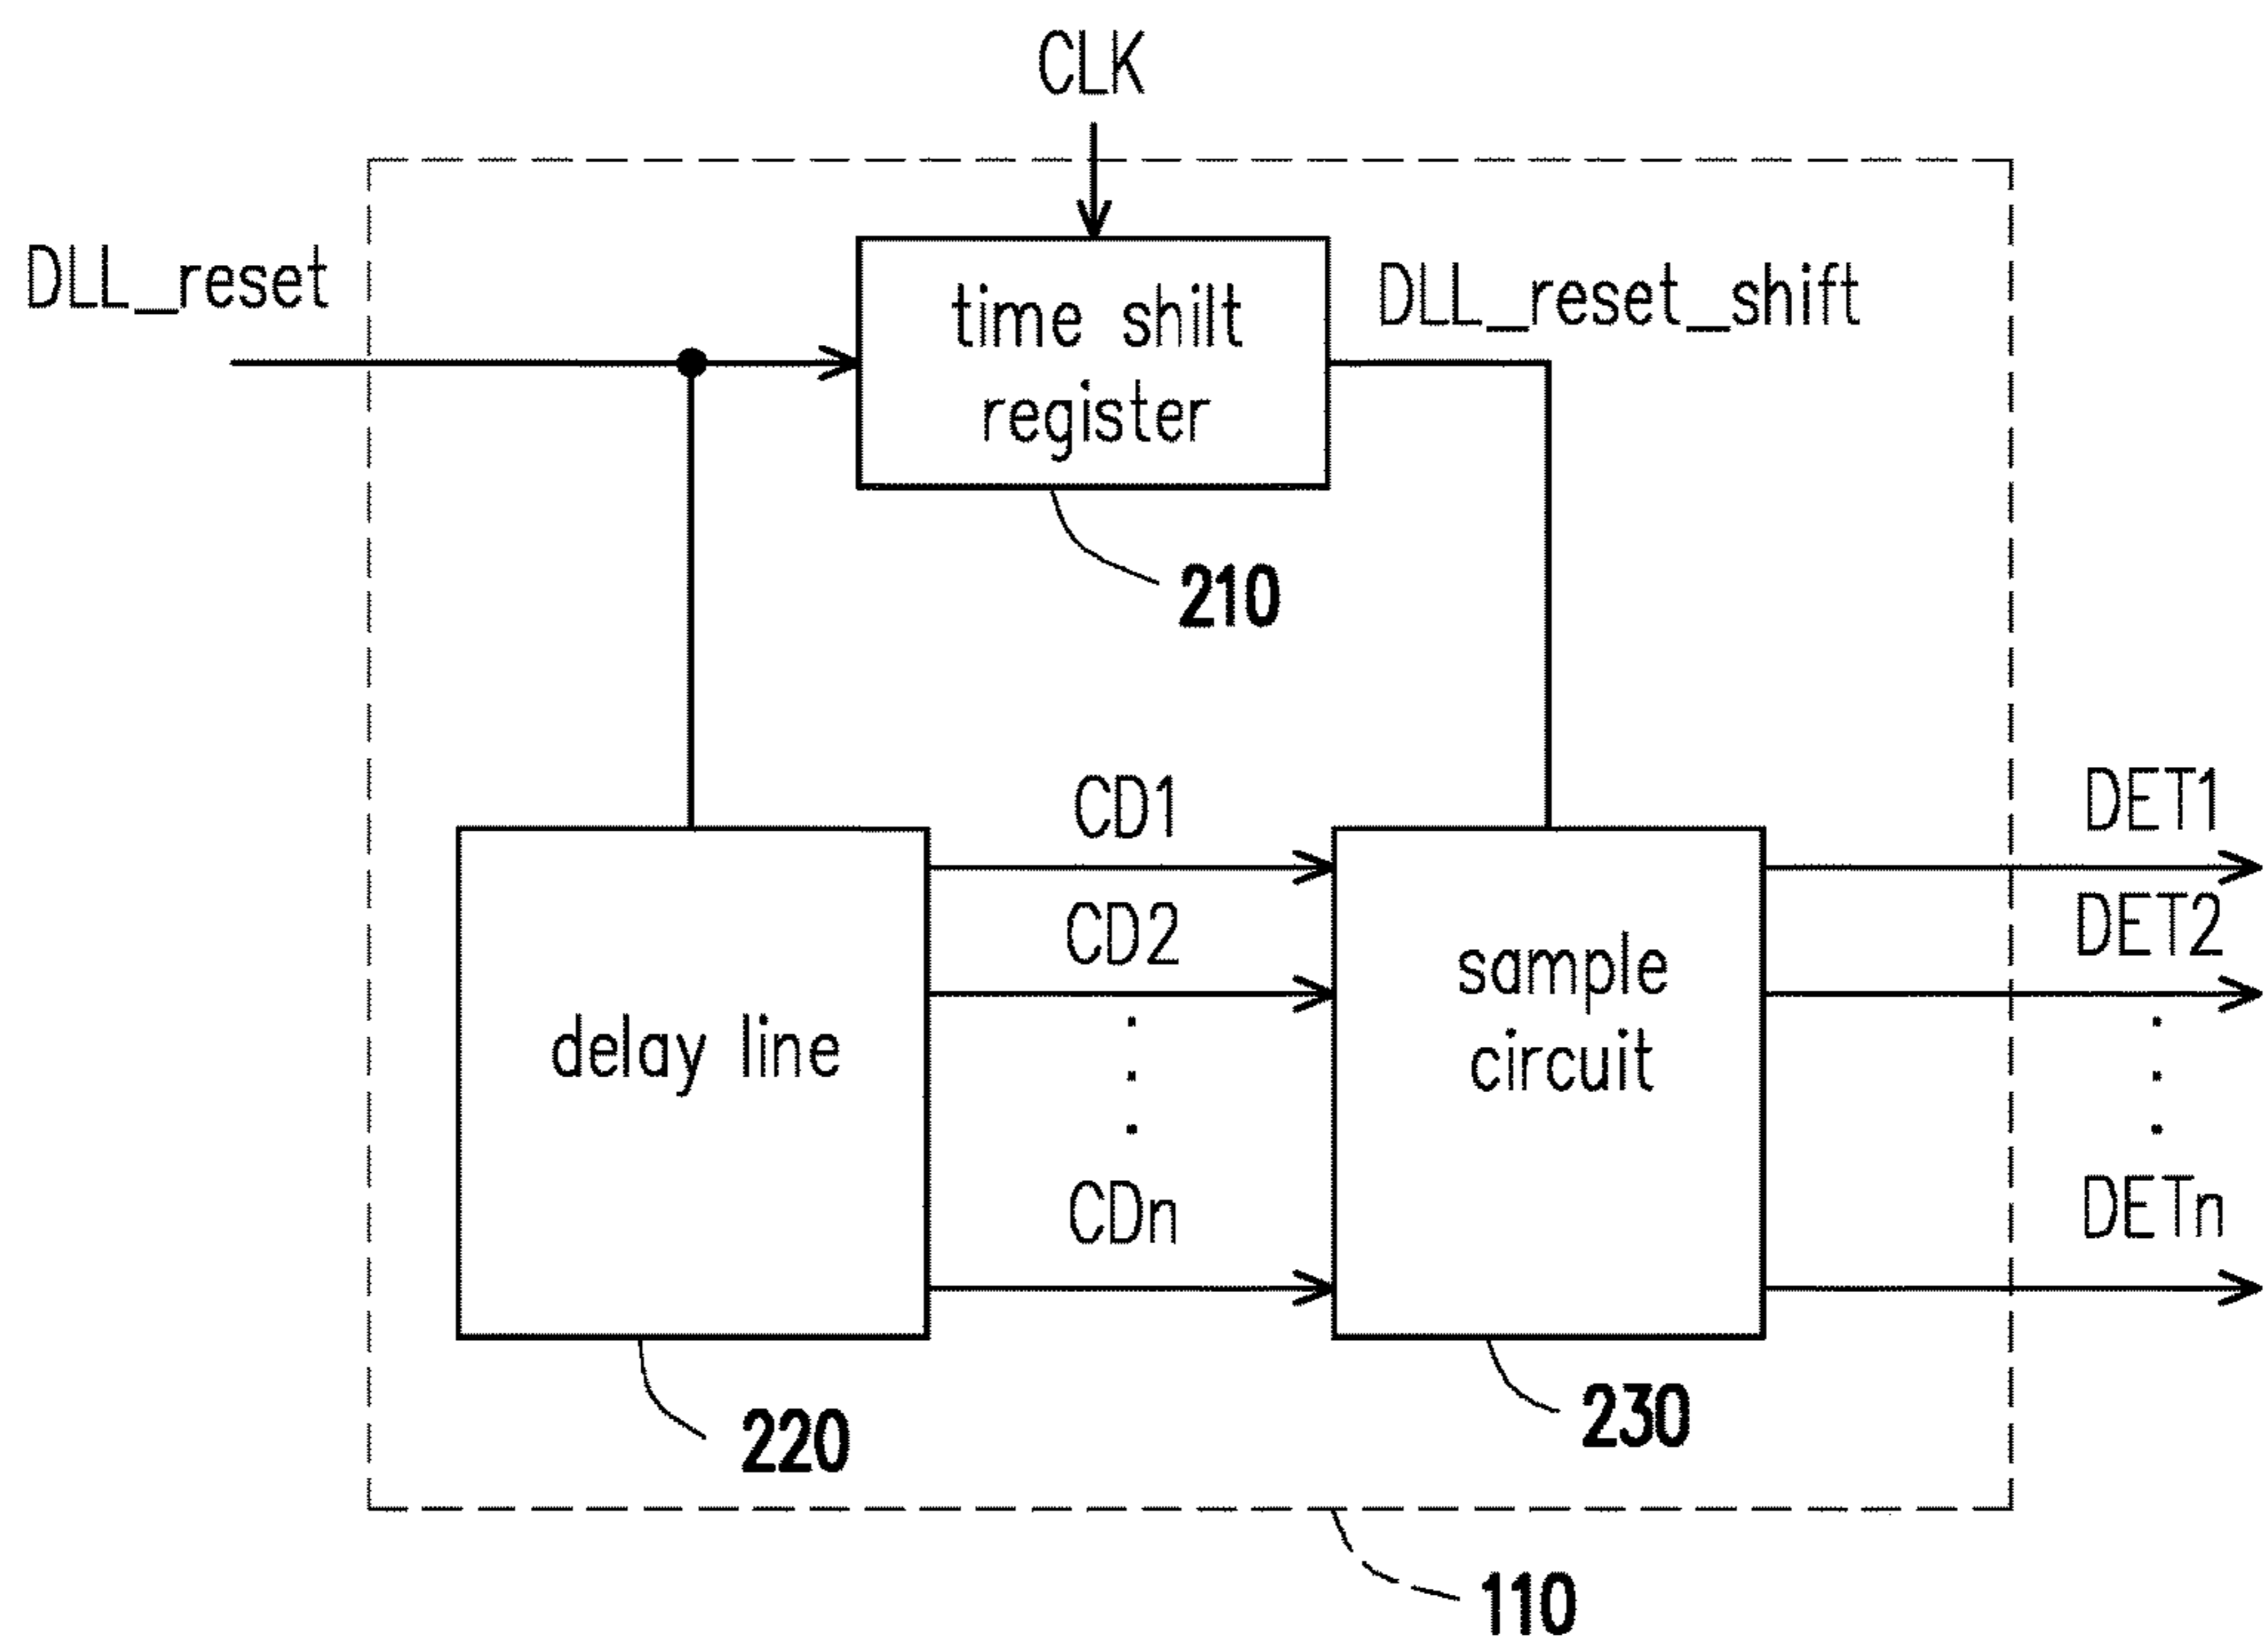 CLK
DLL_reset
time shilt
register
DLL_reset_shift
210
CD1
CD2
CDn
delay line
sample
circuit
DET1
DET2
DETn
220
230
110